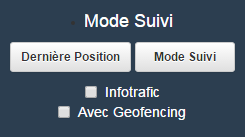 Mode Suivi
Dernière Position Mode Suivi
Infotrafic
Avec Geofencing